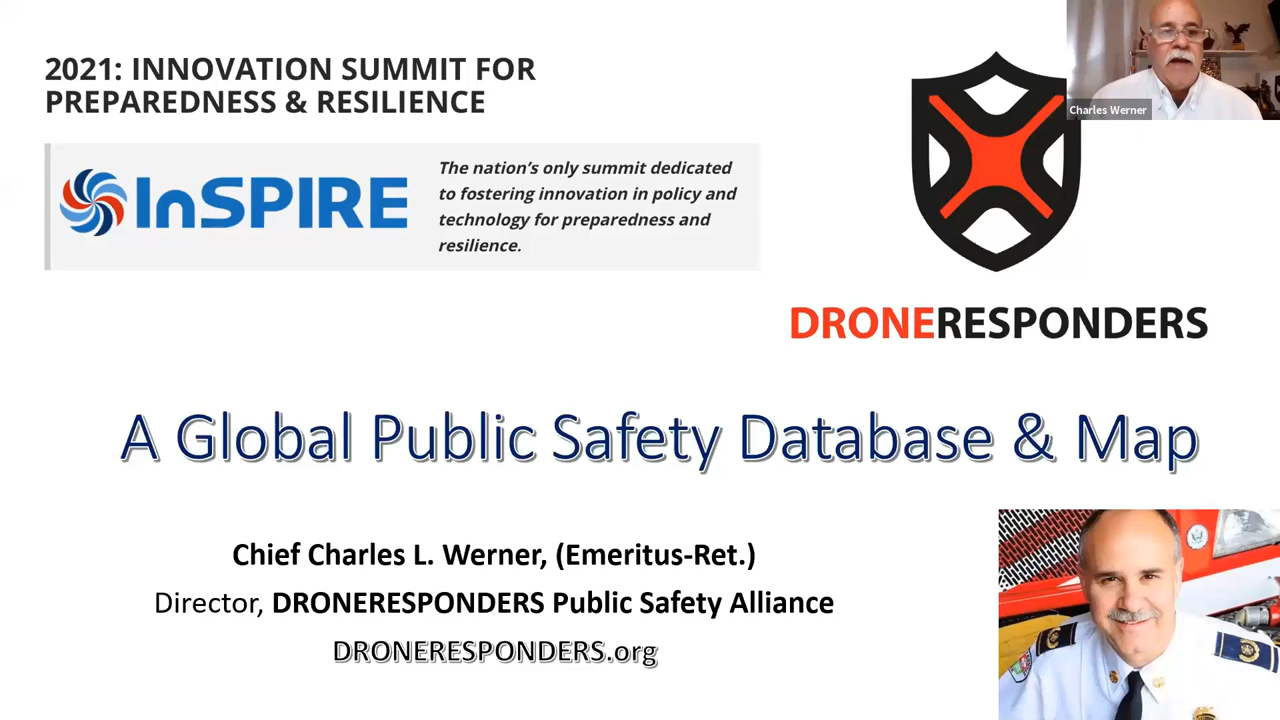 2021: INNOVATION SUMMIT FOR
PREPAREDNESS & RESILIENCE
InSPIRE
The nation's only summit dedicated
to fostering innovation in policy and
technology for preparedness and
resilience.
Charles Werner
DRONERESPONDERS
A Global Public Safety Database & Map
Chief Charles L. Werner, (Emeritus-Ret.)
Director, DRONERESPONDERS Public Safety Alliance
DRONERESPONDERS.org